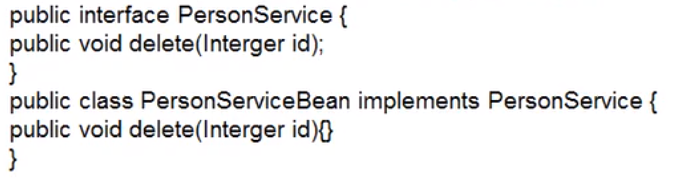 public interface PersonService {
public void delete(Interger id);
}
public class PersonServiceBean implements PersonService {
public void delete(Interger id){}
}